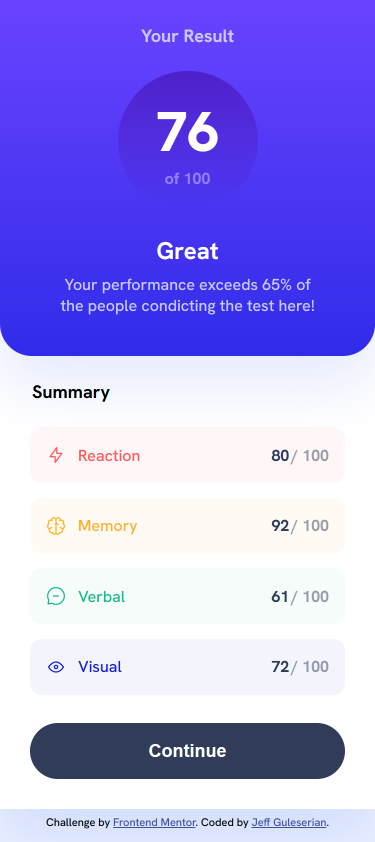 Your Result
76
of 100
Great
Your performance exceeds 65% of
the people condicting the test here!
Summary
Reaction 80/ 100
Memory 92/ 100
Verbal 61/ 100
Visual 72/ 100
Continue
Challenge by Frontend Mentor. Coded by Jeff Guleserian.